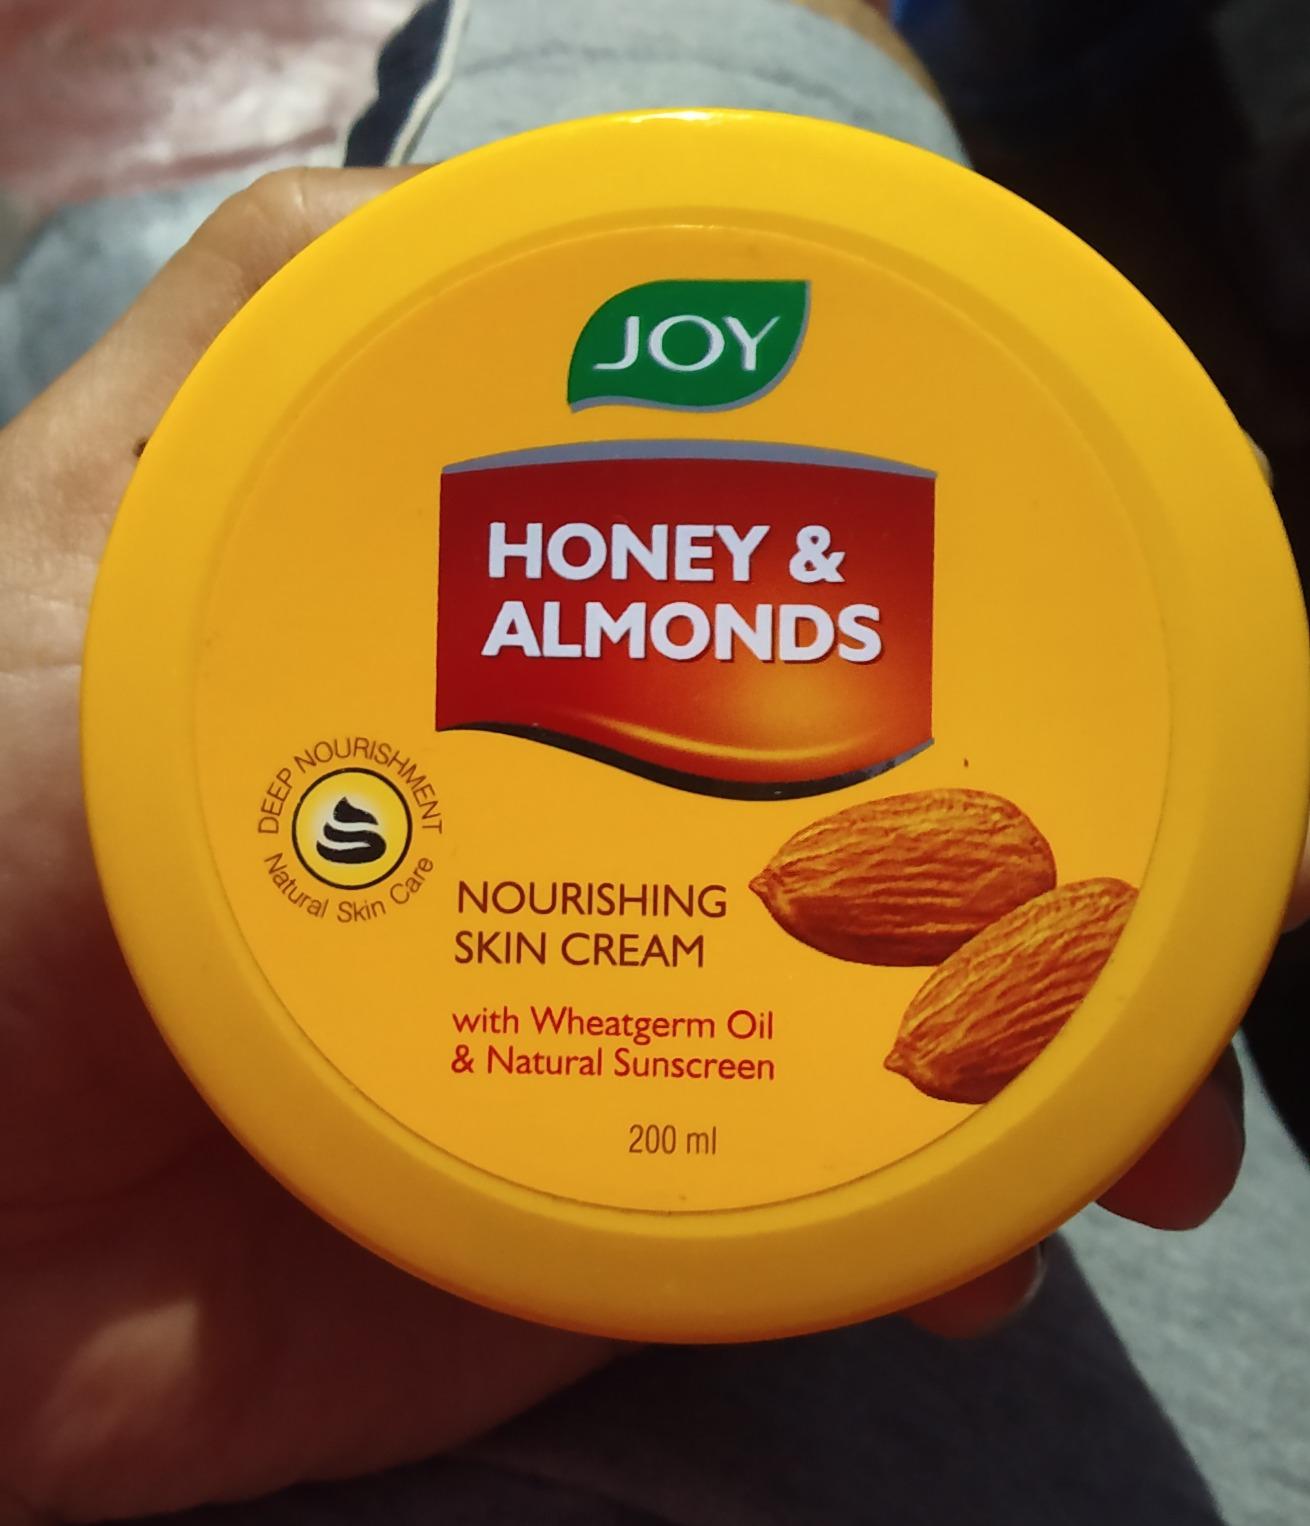 JOY
HONEY &
ALMONDS
DEEP NOURISHMENT
Natural Skin Care
NOURISHING
SKIN CREAM
with Wheatgerm Oil
& Natural Sunscreen
200 ml